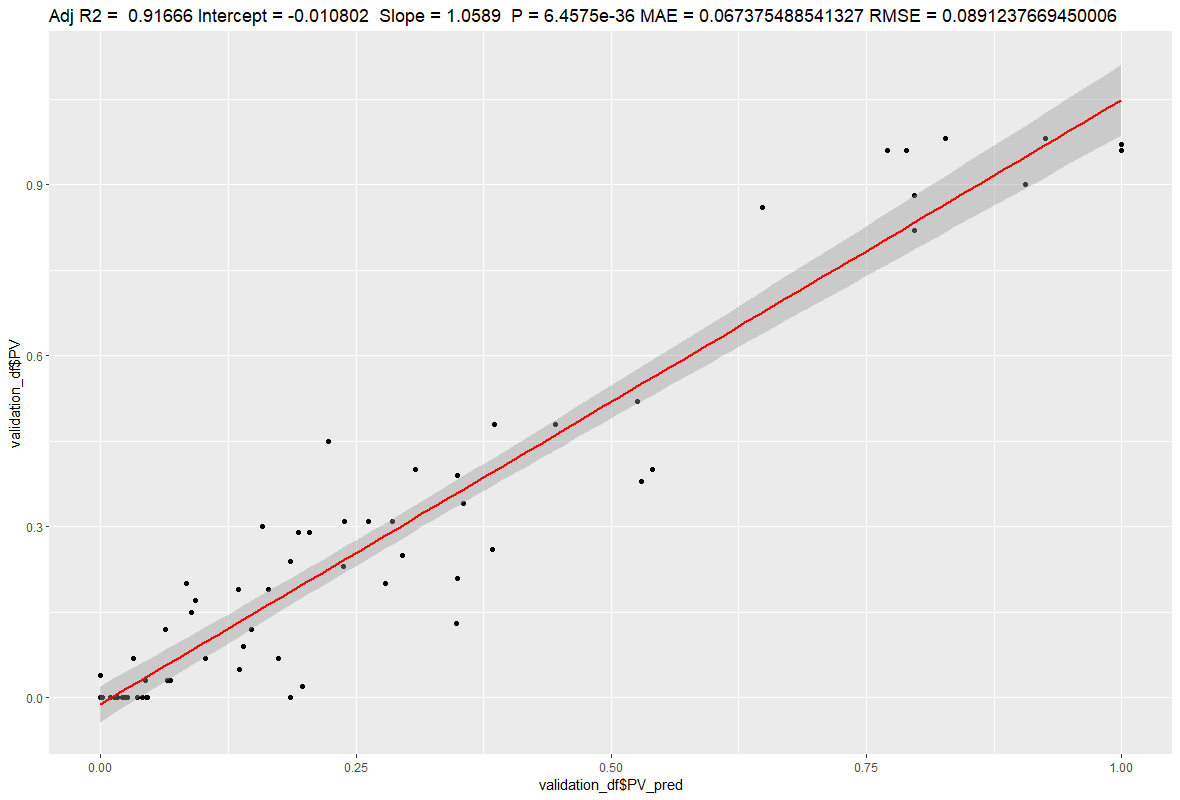 Adj R2 =  0.91666 Intercept = -0.010802  Slope = 1.0589  P = 6.4575e-36 MAE = 0.067375488541327 RMSE = 0.0891237669450006
validation_df$PV
0.9
0.6
0.3
0.0
0.00 0.25 0.50 0.75 1.00
validation_df$PV_pred